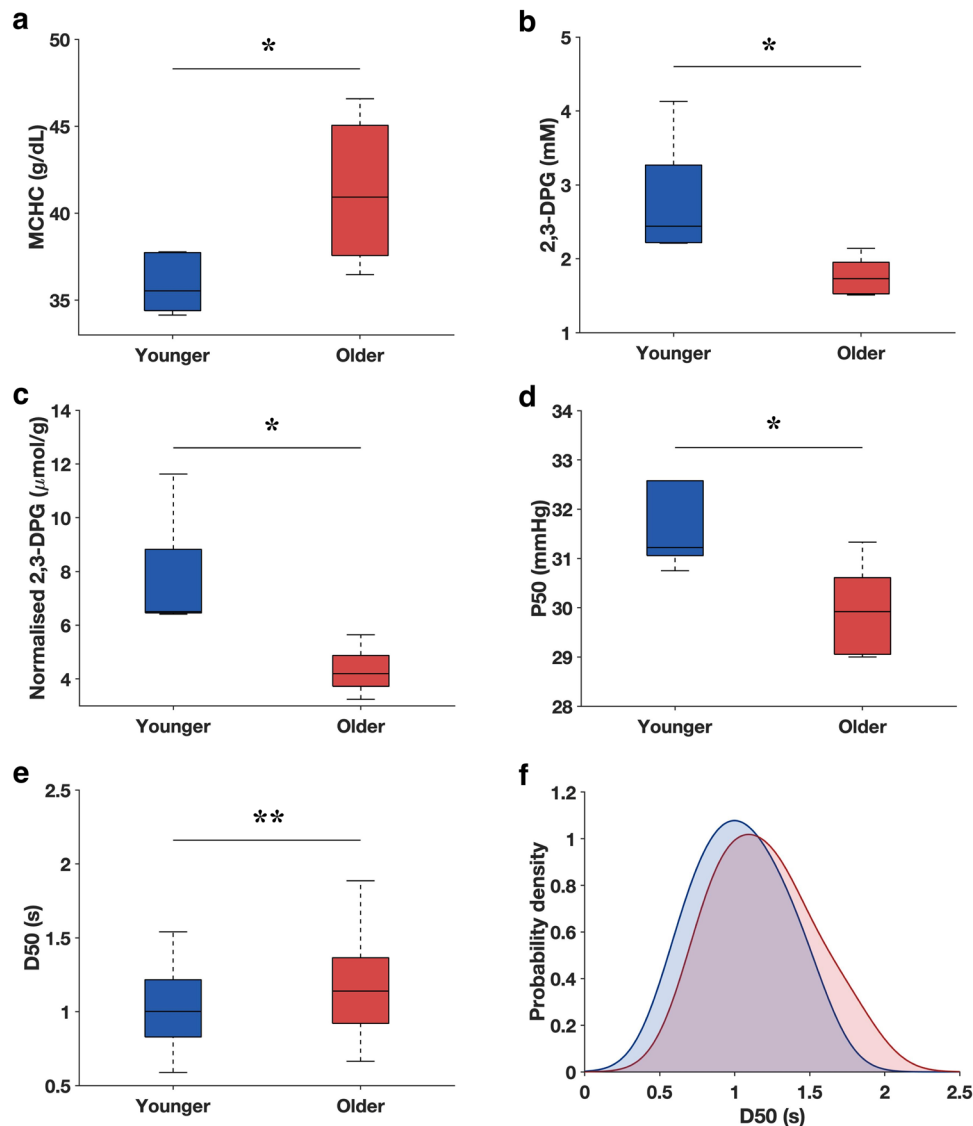 a
MCHC (g/dL)
50
45
40
35
*
Younger Older
b
2,3-DPG (mM)
5
4
3
2
1
*
Younger Older
c
Normalised 2,3-DPG (μmol/g)
14
12
10
8
6
4
*
Younger Older
d
P50 (mmHg)
34
33
32
31
30
29
28
*
Younger Older
e
D50 (s)
2.5
2
1.5
1
0.5
**
Younger Older
f
Probability density
1.2
1
0.8
0.6
0.4
0.2
0
0 0.5 1 1.5 2 2.5
D50 (s)